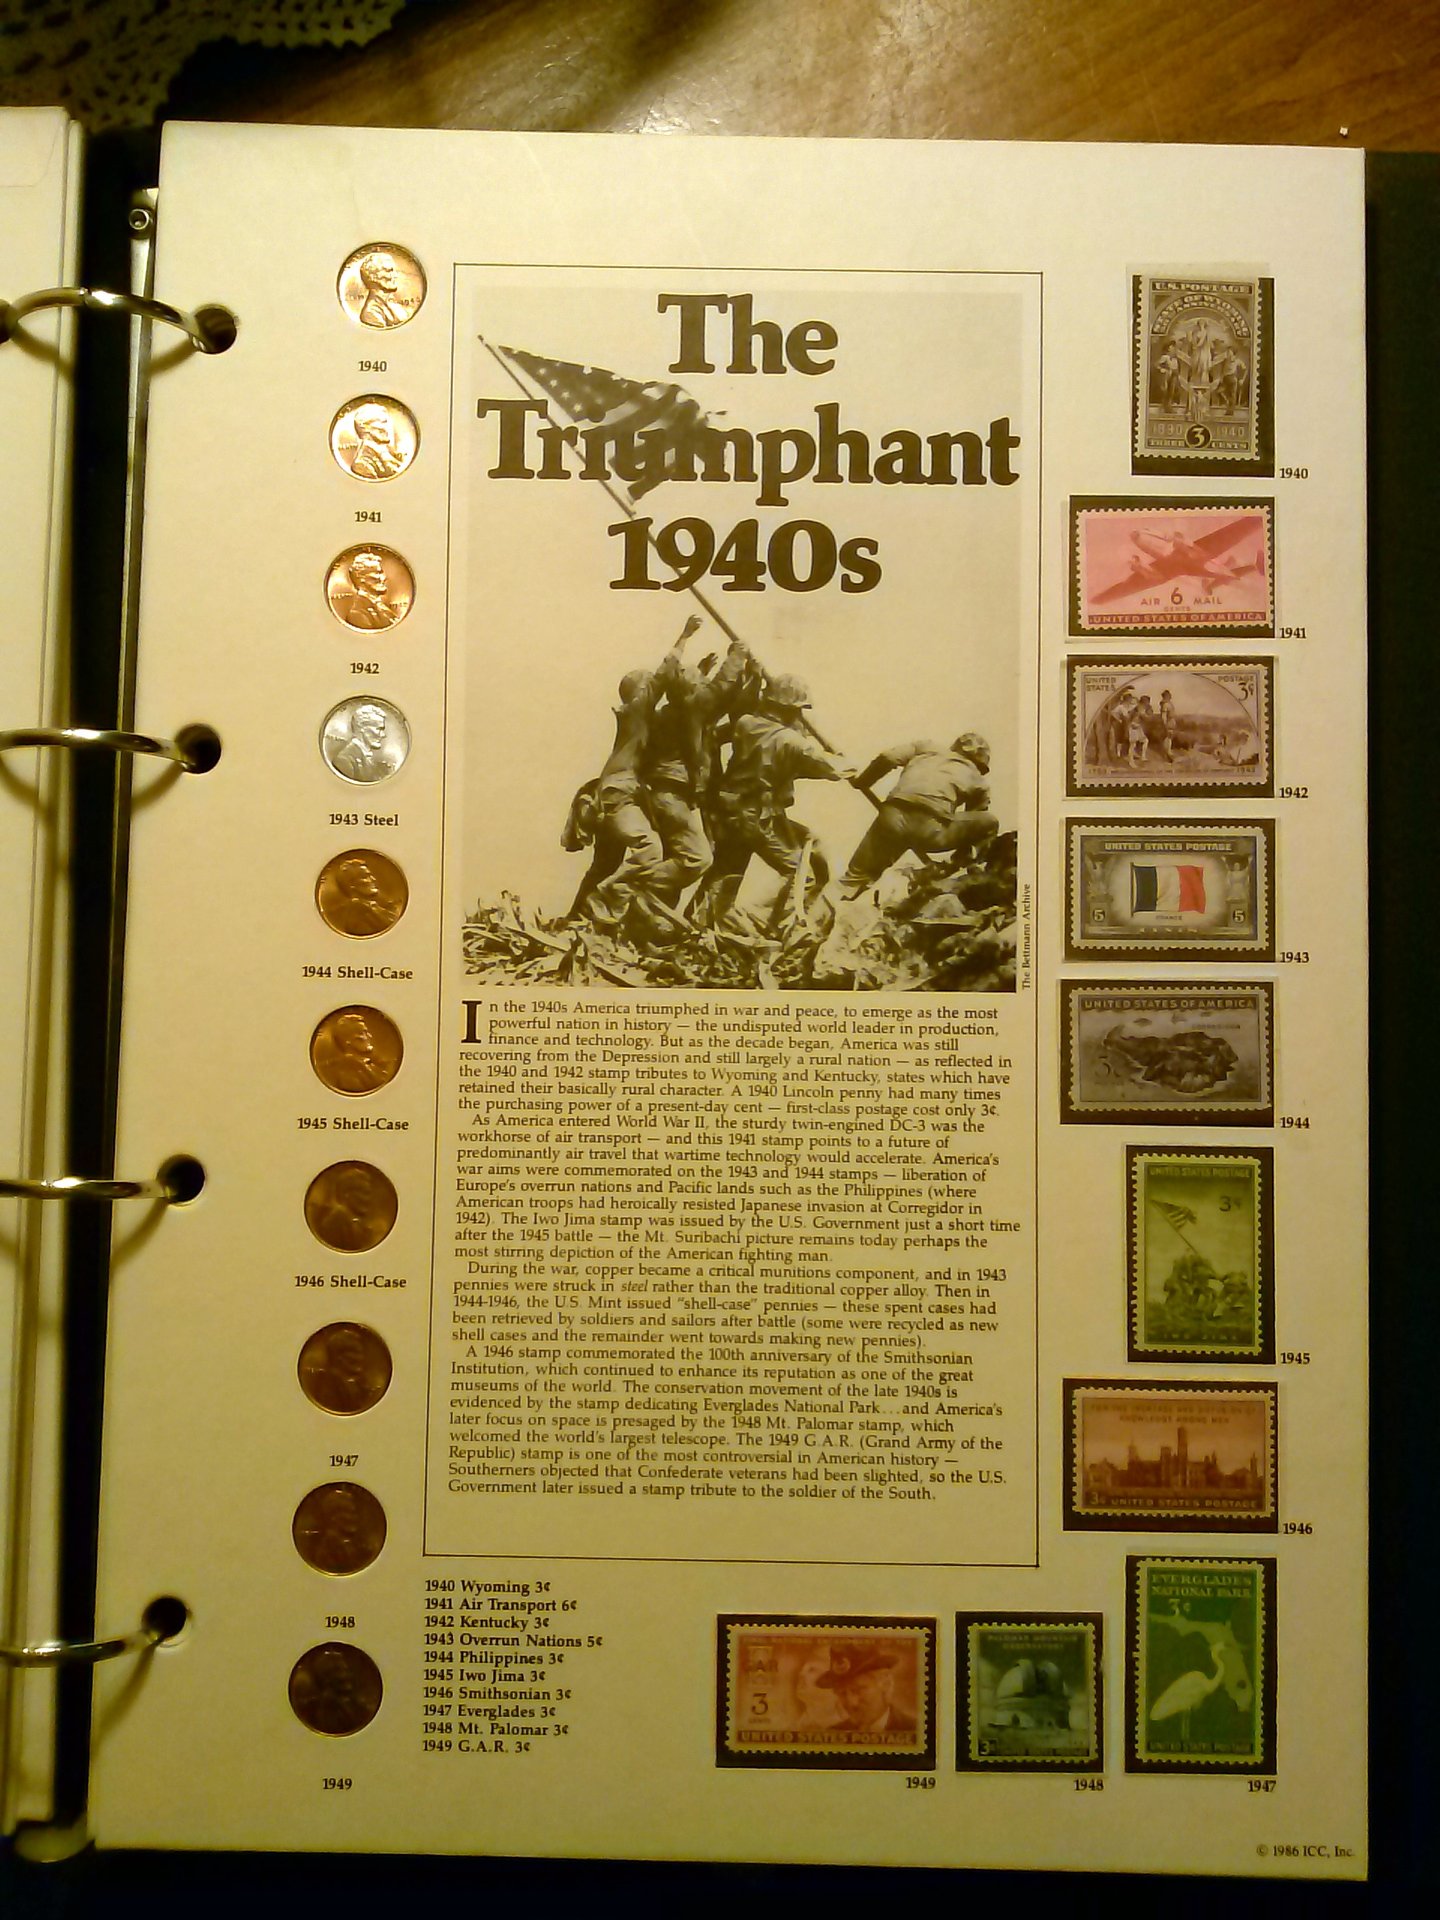 The
Triumphant
1940s
The Bettmann Archive
In the 1940s America triumphed in war and peace, to emerge as the most
powerful nation in history — the undisputed world leader in production,
finance and technology. But as the decade began, America was still
recovering from the Depression and still largely a rural nation — as reflected in
the 1940 and 1942 stamp tributes to Wyoming and Kentucky, states which have
retained their basically rural character. A 1940 Lincoln penny had many times
the purchasing power of a present-day cent — first-class postage cost only 3¢.
As America entered World War II, the sturdy twin-engined DC-3 was the
workhorse of air transport — and this 1941 stamp points to a future of
predominantly air travel that wartime technology would accelerate. America's
war aims were commemorated on the 1943 and 1944 stamps — liberation of
Europe's overrun nations and Pacific lands such as the Philippines (where
American troops had heroically resisted Japanese invasion at Corregidor in
1942). The Iwo Jima stamp was issued by the U.S. Government just a short time
after the 1945 battle — the Mt. Suribachi picture remains today perhaps the
most stirring depiction of the American fighting man.
During the war, copper became a critical munitions component, and in 1943
pennies were struck in steel rather than the traditional copper alloy. Then in
1944-1946, the U.S. Mint issued "shell-case" pennies — these spent cases had
been retrieved by soldiers and sailors after battle (some were recycled as new
shell cases and the remainder went towards making new pennies).
A 1946 stamp commemorated the 100th anniversary of the Smithsonian
Institution, which continued to enhance its reputation as one of the great
museums of the world. The conservation movement of the late 1940s is
evidenced by the stamp dedicating Everglades National Park...and America's
later focus on space is presaged by the 1948 Mt. Palomar stamp, which
welcomed the world's largest telescope. The 1949 G.A.R. (Grand Army of the
Republic) stamp is one of the most controversial in American history —
Southerners objected that Confederate veterans had been slighted, so the U.S.
Government later issued a stamp tribute to the soldier of the South.
1940
1941
1942
1943 Steel
1944 Shell-Case
1945 Shell-Case
1946 Shell-Case
1947
1948
1949
1940 Wyoming 3¢
1941 Air Transport 6¢
1942 Kentucky 3¢
1943 Overrun Nations 5¢
1944 Philippines 3¢
1945 Iwo Jima 3¢
1946 Smithsonian 3¢
1947 Everglades 3¢
1948 Mt. Palomar 3¢
1949 G.A.R. 3¢
U.S. POSTAGE
1890 1940
THREE 3 CENTS
1940
AIR 6 MAIL
CENTS
UNITED STATES OF AMERICA
1941
UNITED STATES
POSTAGE
3¢
1942
UNITED STATES POSTAGE
FRANCE
5 CENTS 5
1943
UNITED STATES OF AMERICA
1944
UNITED STATES POSTAGE
3¢
IWO JIMA
1945
KNOWLEDGE AMONG MEN
3¢ UNITED STATES POSTAGE
1946
EVERGLADES
NATIONAL PARK
3¢
UNITED STATES POSTAGE
1947
PALOMAR MOUNTAIN
OBSERVATORY
3¢
1948
GAR
3
CENTS
UNITED STATES POSTAGE
1949
© 1986 ICC, Inc.